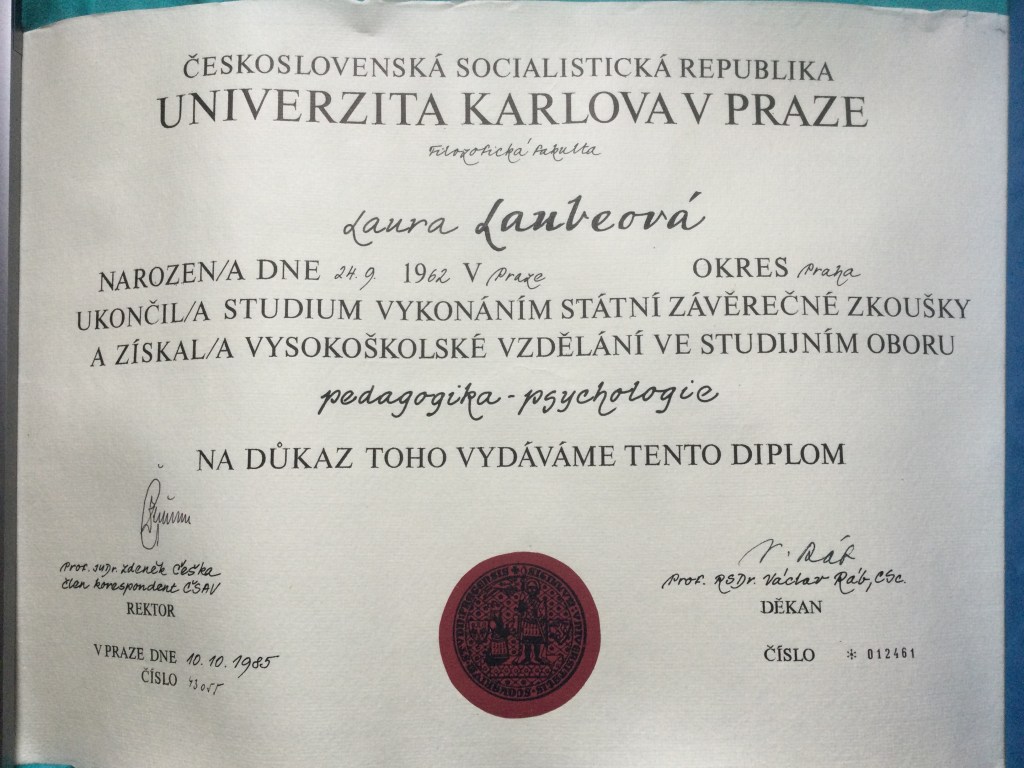 ČESKOSLOVENSKÁ SOCIALISTICKÁ REPUBLIKA
UNIVERZITA KARLOVA V PRAZE
Filozofická fakulta
Laura Laubeová
NAROZEN/A DNE 24.9. 1962 V Praze OKRES Praha
UKONČIL/A STUDIUM VYKONÁNÍM STÁTNÍ ZÁVĚREČNÉ ZKOUŠKY
A ZÍSKAL/A VYSOKOŠKOLSKÉ VZDĚLÁNÍ VE STUDIJNÍM OBORU
pedagogika - psychologie
NA DŮKAZ TOHO VYDÁVÁME TENTO DIPLOM
Prof. JUDr. Zdeněk Češka
člen korespondent ČSAV
REKTOR
V PRAZE DNE 10.10.1985
ČÍSLO
V. Ráb
Prof. RSDr. Václav Ráb, CSc.
DĚKAN
ČÍSLO * 012461